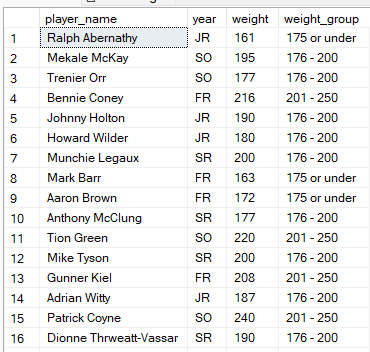 player_name year weight weight_group
1 Ralph Abernathy JR 161 175 or under
2 Mekale McKay SO 195 176 - 200
3 Trenier Orr SO 177 176 - 200
4 Bennie Coney FR 216 201 - 250
5 Johnny Holton JR 190 176 - 200
6 Howard Wilder JR 180 176 - 200
7 Munchie Legaux SR 200 176 - 200
8 Mark Barr FR 163 175 or under
9 Aaron Brown FR 172 175 or under
10 Anthony McClung SR 177 176 - 200
11 Tion Green SO 220 201 - 250
12 Mike Tyson SR 200 176 - 200
13 Gunner Kiel FR 208 201 - 250
14 Adrian Witty JR 187 176 - 200
15 Patrick Coyne SO 240 201 - 250
16 Dionne Thrweatt-Vassar SR 190 176 - 200